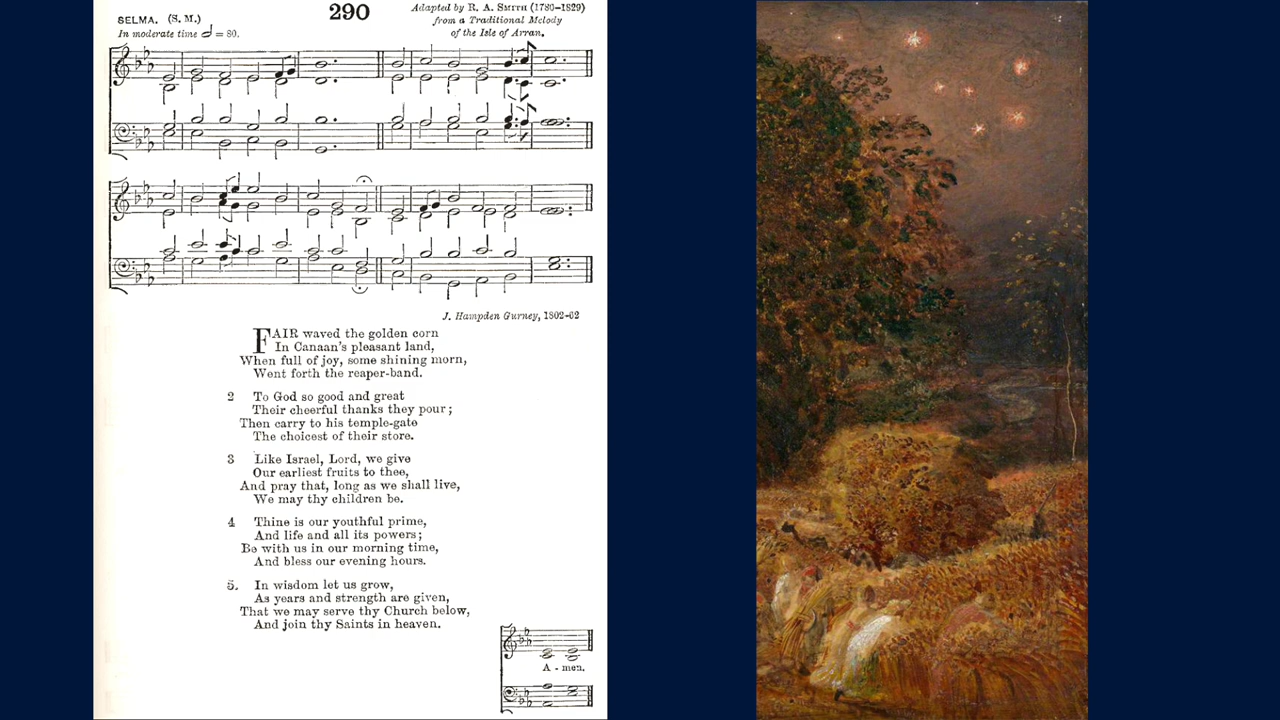 290
SELMA. (S. M.)
In moderate time = 80.
Adapted by R. A. SMITH (1780-1829)
from a Traditional Melody
of the Isle of Arran.
J. Hampden Gurney, 1802-62
FAIR waved the golden corn
In Canaan's pleasant land,
When full of joy, some shining morn,
Went forth the reaper-band.
2 To God so good and great
Their cheerful thanks they pour;
Then carry to his temple-gate
The choicest of their store.
3 Like Israel, Lord, we give
Our earliest fruits to thee,
And pray that, long as we shall live,
We may thy children be.
4 Thine is our youthful prime,
And life and all its powers;
Be with us in our morning time,
And bless our evening hours.
5. In wisdom let us grow,
As years and strength are given,
That we may serve thy Church below,
And join thy Saints in heaven.
A - men.